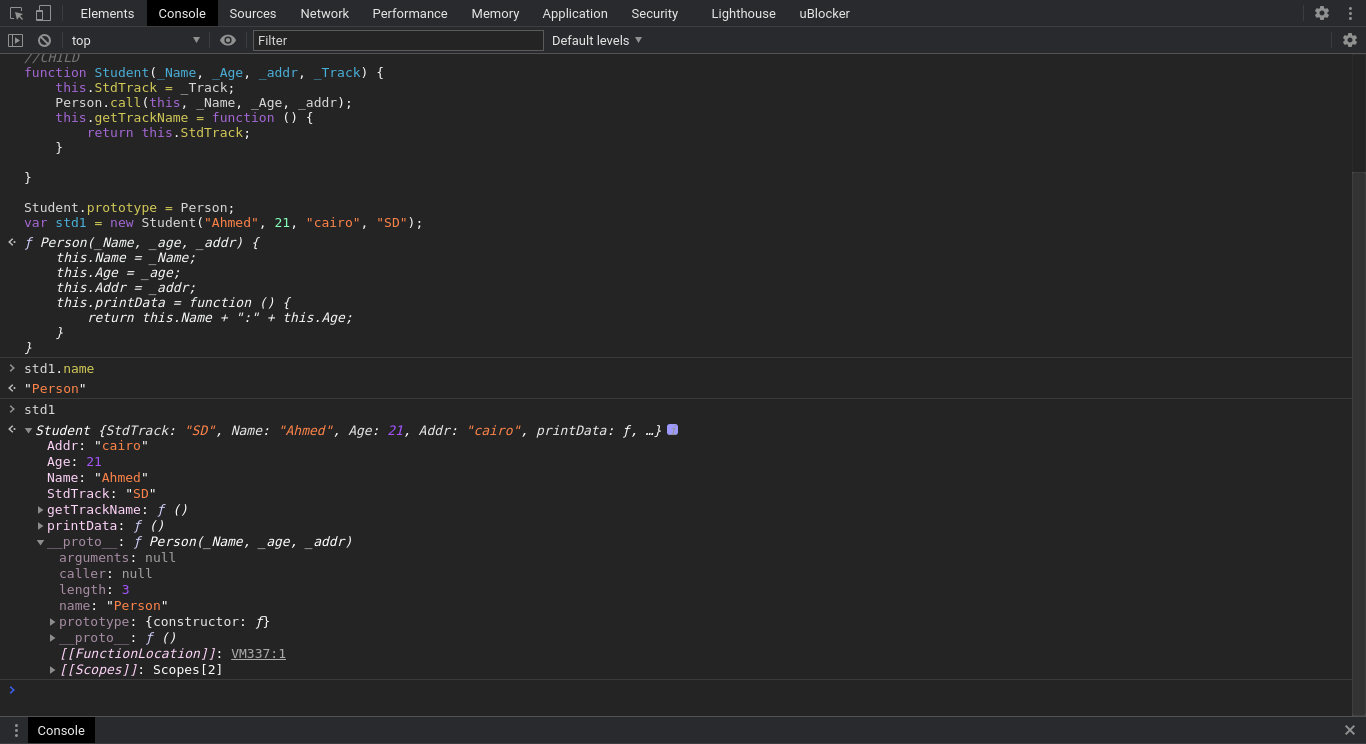 Elements Console Sources Network Performance Memory Application Security Lighthouse uBlocker
top Filter Default levels
//CHILD
function Student(_Name, _Age, _addr, _Track) {
    this.StdTrack = _Track;
    Person.call(this, _Name, _Age, _addr);
    this.getTrackName = function () {
        return this.StdTrack;
    }
}
Student.prototype = Person;
var std1 = new Student("Ahmed", 21, "cairo", "SD");
ƒ Person(_Name, _age, _addr) {
    this.Name = _Name;
    this.Age = _age;
    this.Addr = _addr;
    this.printData = function () {
        return this.Name + ":" + this.Age;
    }
}
std1.name
"Person"
std1
Student {StdTrack: "SD", Name: "Ahmed", Age: 21, Addr: "cairo", printData: ƒ, …}
Addr: "cairo"
Age: 21
Name: "Ahmed"
StdTrack: "SD"
getTrackName: ƒ ()
printData: ƒ ()
__proto__: ƒ Person(_Name, _age, _addr)
arguments: null
caller: null
length: 3
name: "Person"
prototype: {constructor: ƒ}
__proto__: ƒ ()
[[FunctionLocation]]: VM337:1
[[Scopes]]: Scopes[2]
Console